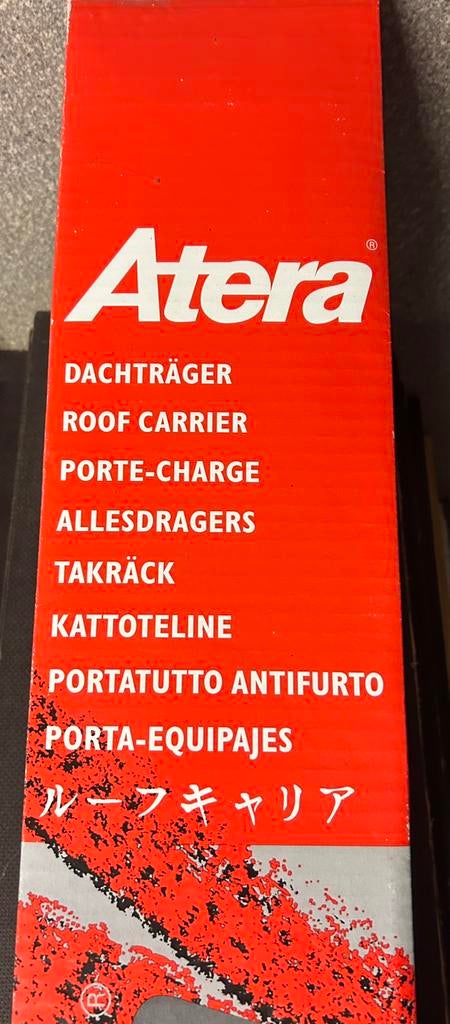 Atera®
DACHTRÄGER
ROOF CARRIER
PORTE-CHARGE
ALLESDRAGERS
TAKRÄCK
KATTOTELINE
PORTATUTTO ANTIFURTO
PORTA-EQUIPAJES
ルーフキャリア
®